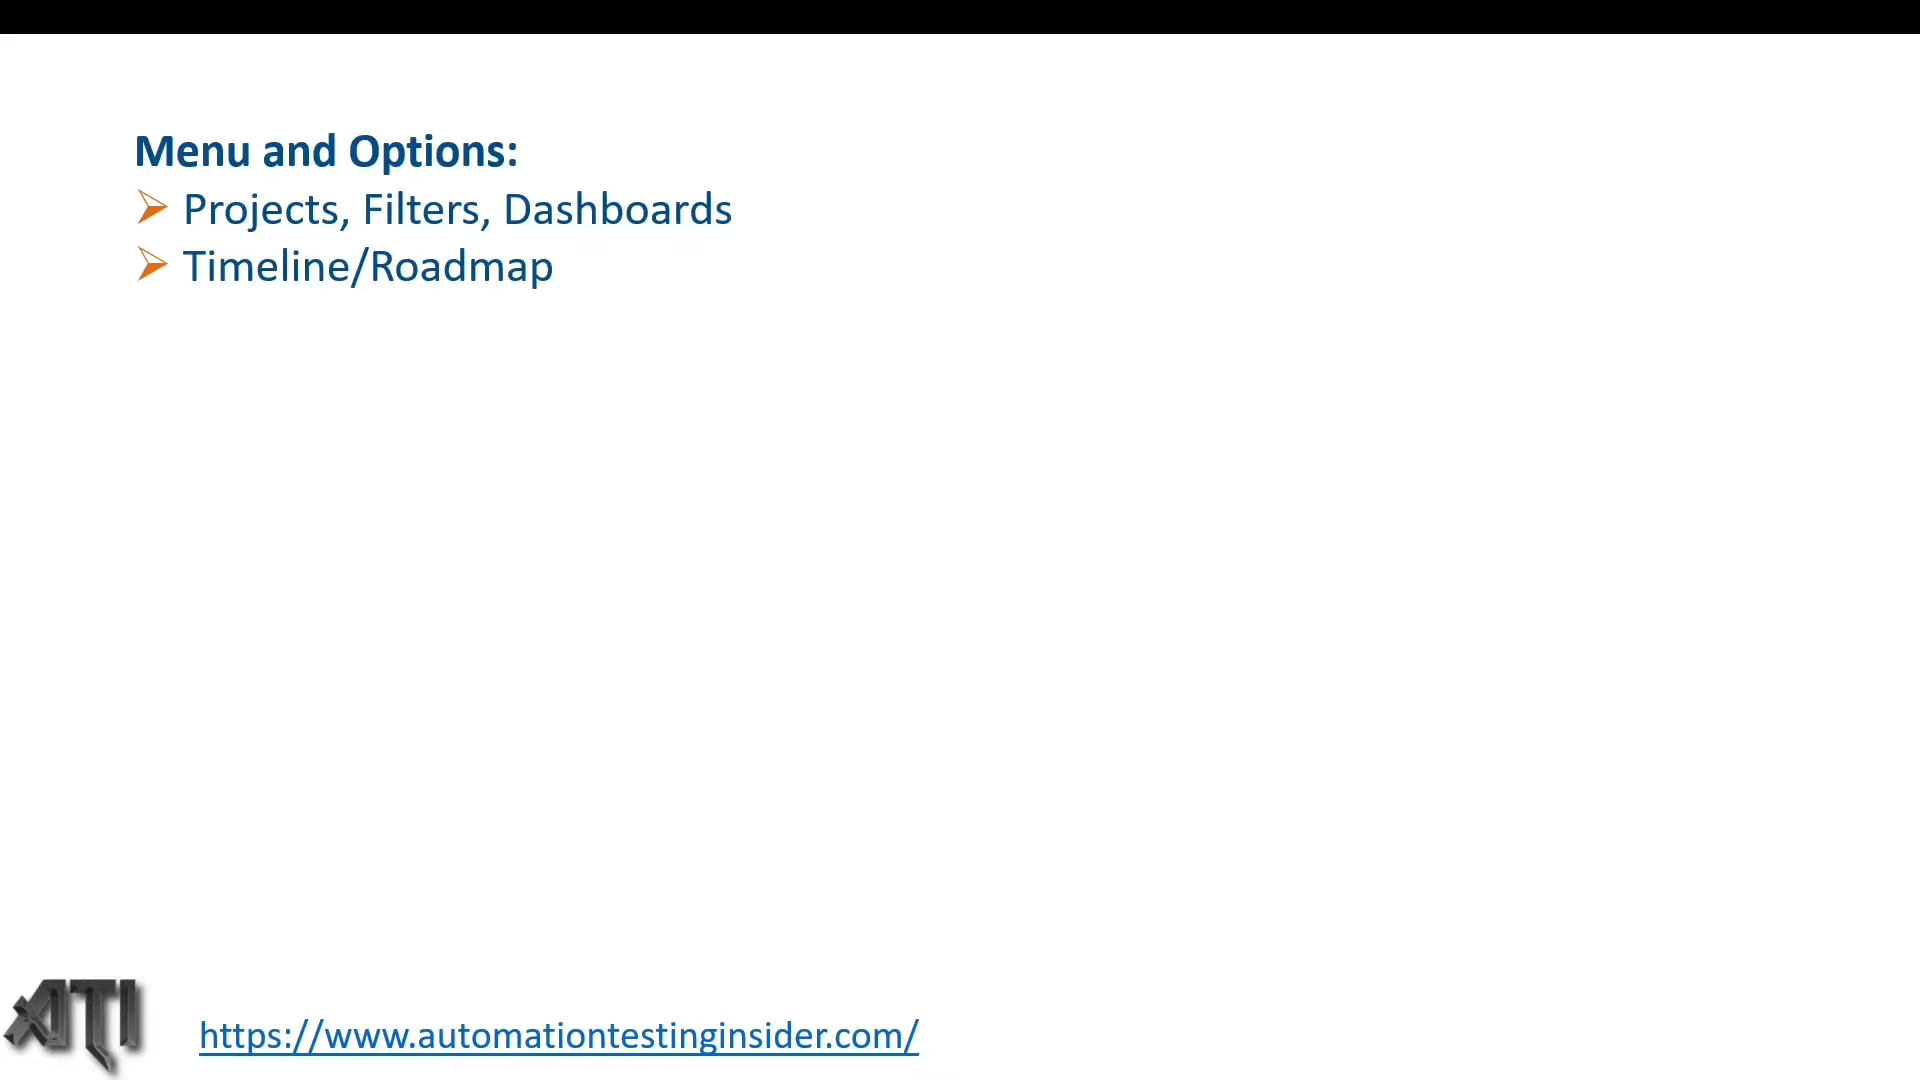 Menu and Options:
Projects, Filters, Dashboards
Timeline/Roadmap
ATI
https://www.automationtestinginsider.com/